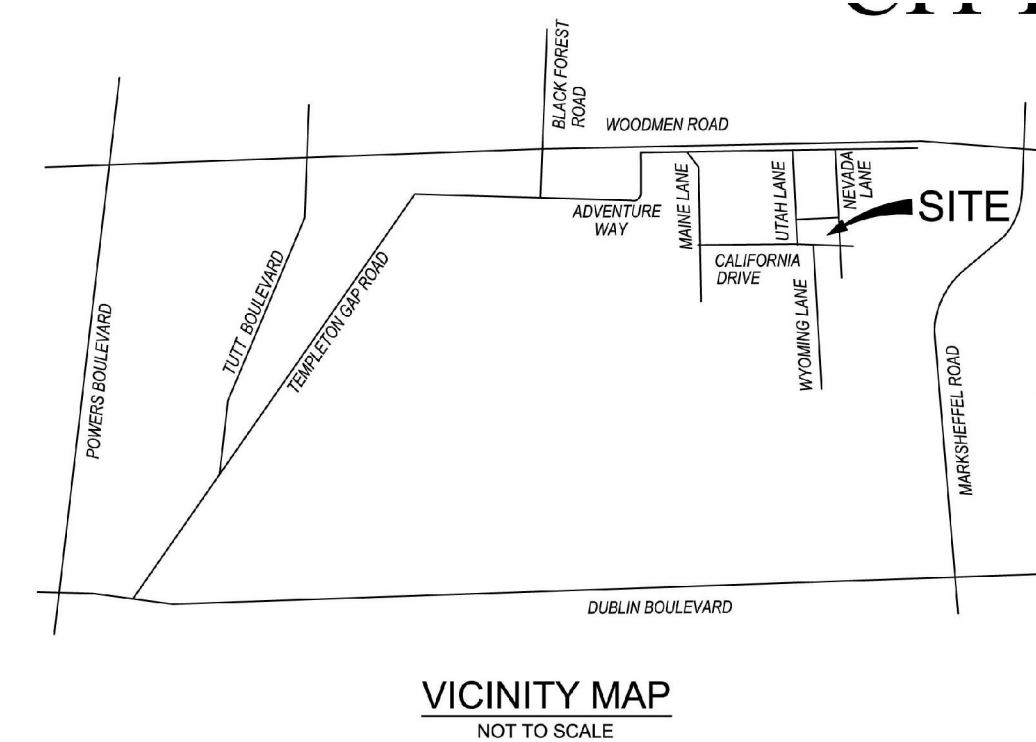 BLACK FOREST
ROAD
WOODMEN ROAD
MAINE LANE
UTAH LANE
NEVADA
LANE
SITE
ADVENTURE
WAY
CALIFORNIA
DRIVE
WYOMING LANE
TUTT BOULEVARD
TEMPLETON GAP ROAD
POWERS BOULEVARD
MARKSHEFFEL ROAD
DUBLIN BOULEVARD
VICINITY MAP
NOT TO SCALE